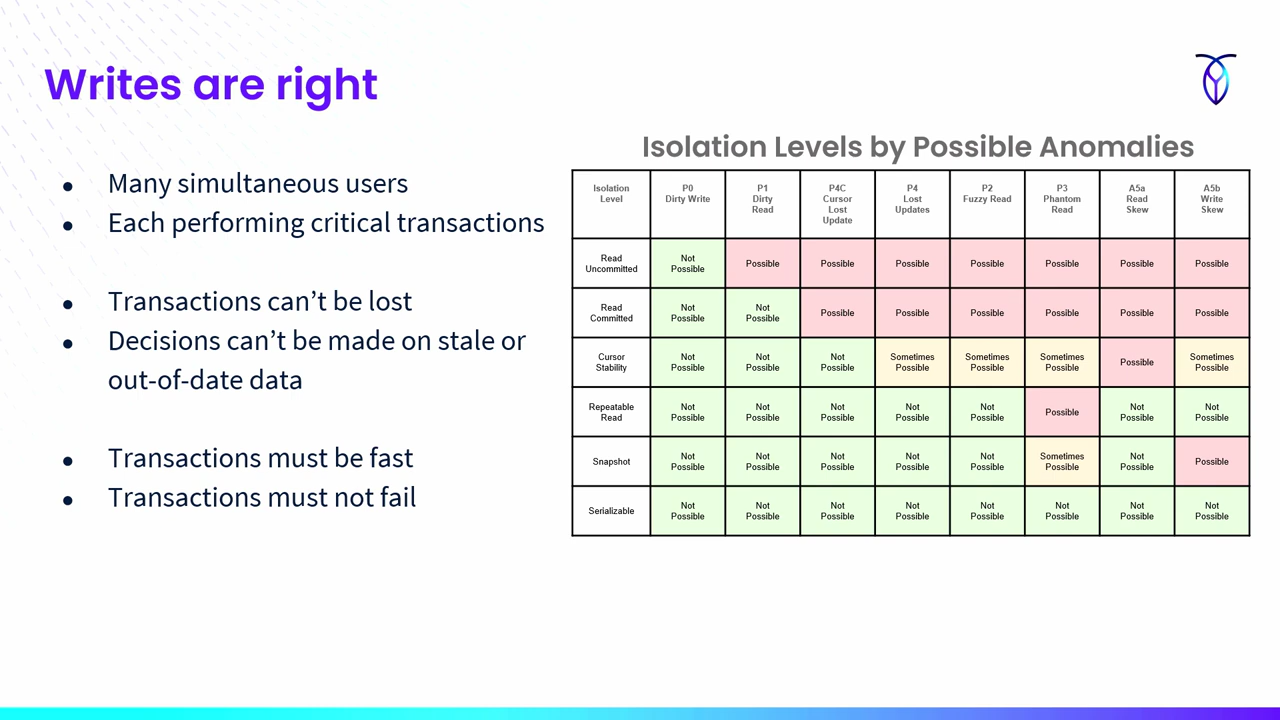 Writes are right
● Many simultaneous users
● Each performing critical transactions
● Transactions can’t be lost
● Decisions can’t be made on stale or
out-of-date data
● Transactions must be fast
● Transactions must not fail
Isolation Levels by Possible Anomalies
Isolation Level | P0 Dirty Write | P1 Dirty Read | P4C Cursor Lost Update | P4 Lost Updates | P2 Fuzzy Read | P3 Phantom Read | A5a Read Skew | A5b Write Skew
Read Uncommitted | Not Possible | Possible | Possible | Possible | Possible | Possible | Possible | Possible
Read Committed | Not Possible | Not Possible | Possible | Possible | Possible | Possible | Possible | Possible
Cursor Stability | Not Possible | Not Possible | Not Possible | Sometimes Possible | Sometimes Possible | Sometimes Possible | Possible | Sometimes Possible
Repeatable Read | Not Possible | Not Possible | Not Possible | Not Possible | Not Possible | Possible | Not Possible | Not Possible
Snapshot | Not Possible | Not Possible | Not Possible | Not Possible | Not Possible | Sometimes Possible | Not Possible | Possible
Serializable | Not Possible | Not Possible | Not Possible | Not Possible | Not Possible | Not Possible | Not Possible | Not Possible